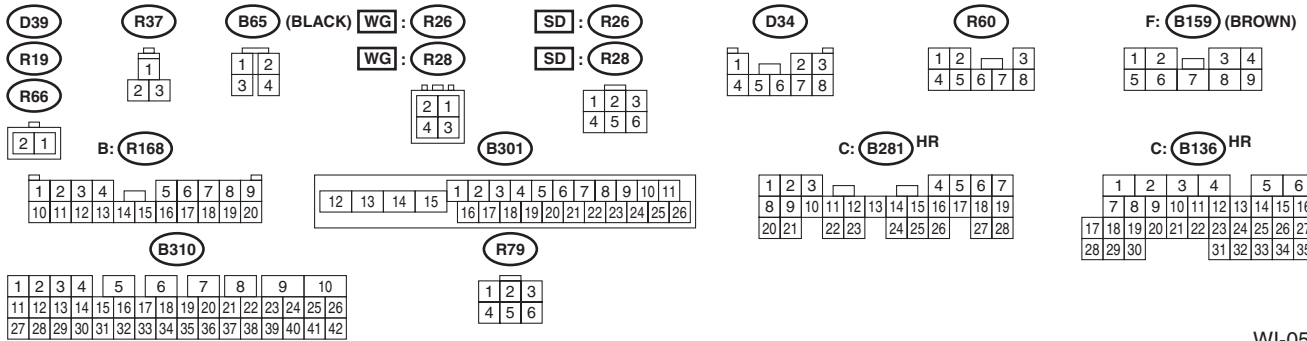 D39 R37 B65 (BLACK) WG : R26 SD : R26 D34 R60 F: B159 (BROWN)
R19 WG : R28 SD : R28
R66
2 1
1
2 3
1 2
3 4
2 1
4 3
1 2 3
4 5 6
1 2 3
4 5 6 7 8
1 2 3
4 5 6 7 8
1 2 3 4
5 6 7 8 9
B: R168 B301 C: B281 HR C: B136 HR
1 2 3 4 5 6 7 8 9
10 11 12 13 14 15 16 17 18 19 20
12 13 14 15 1 2 3 4 5 6 7 8 9 10 11
16 17 18 19 20 21 22 23 24 25 26
1 2 3 4 5 6 7
8 9 10 11 12 13 14 15 16 17 18 19
20 21 22 23 24 25 26 27 28
1 2 3 4 5 6
7 8 9 10 11 12 13 14 15 16
17 18 19 20 21 22 23 24 25 26 27
28 29 30 31 32 33 34 35
B310 R79
1 2 3 4 5 6 7 8 9 10
11 12 13 14 15 16 17 18 19 20 21 22 23 24 25 26
27 28 29 30 31 32 33 34 35 36 37 38 39 40 41 42
1 2 3
4 5 6
WI-05